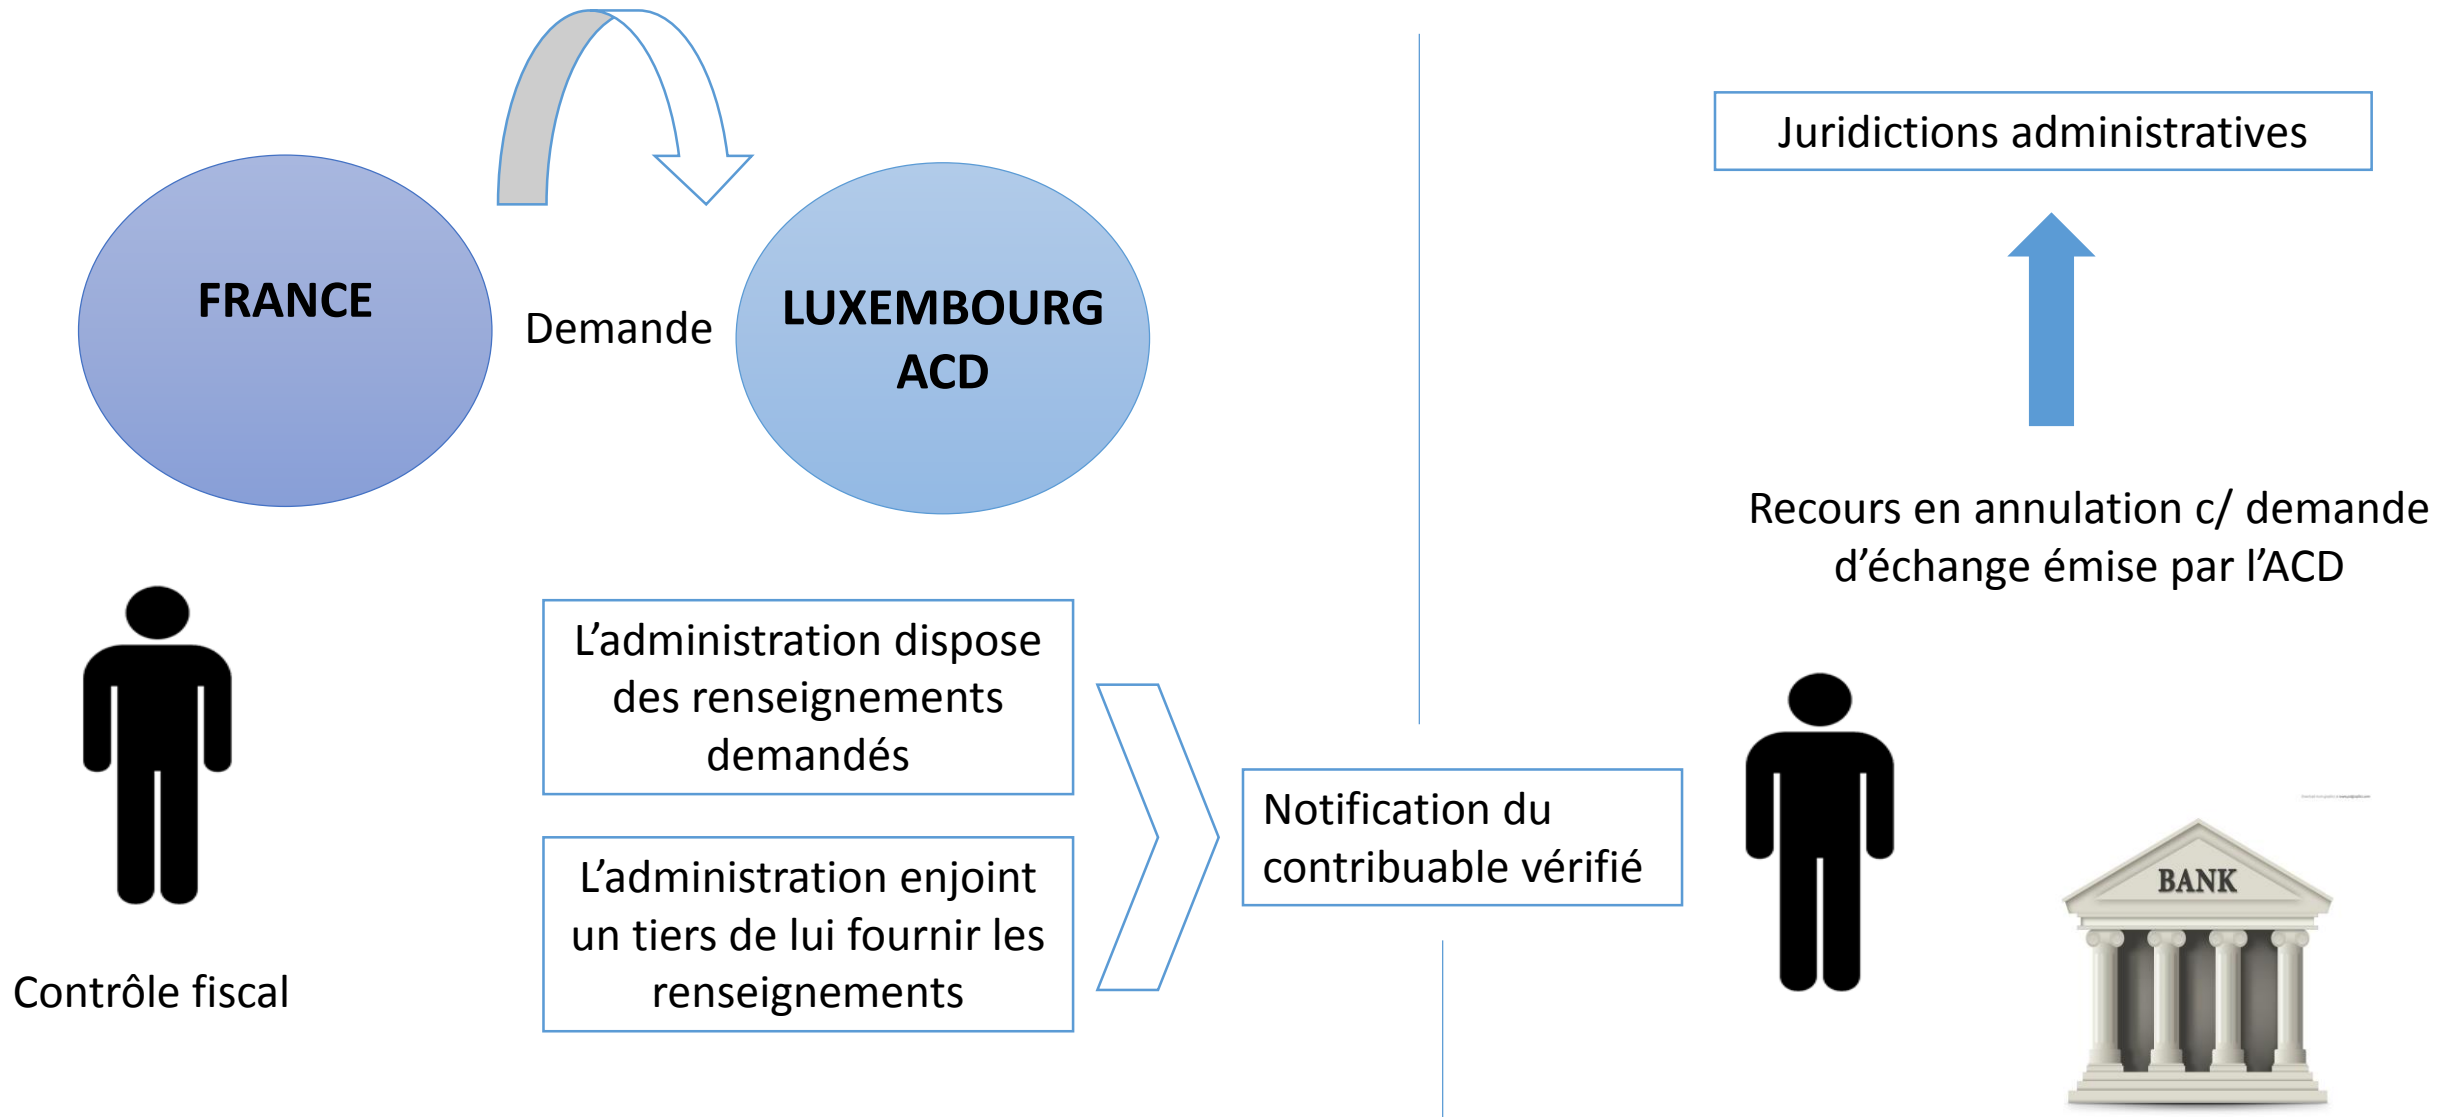 FRANCE
Demande
LUXEMBOURG
ACD
Contrôle fiscal
L’administration dispose
des renseignements
demandés
L’administration enjoint
un tiers de lui fournir les
renseignements
Notification du
contribuable vérifié
Juridictions administratives
Recours en annulation c/ demande
d’échange émise par l’ACD
BANK